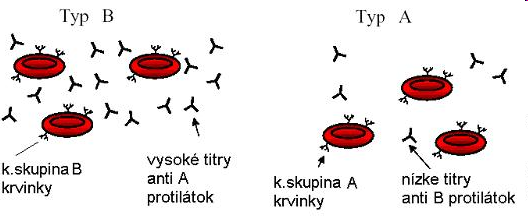 Typ B
Typ A
k.skupina B
krvinky
vysoké titry
anti A
protilátok
k.skupina A
krvinky
nízke titry
anti B protilátok